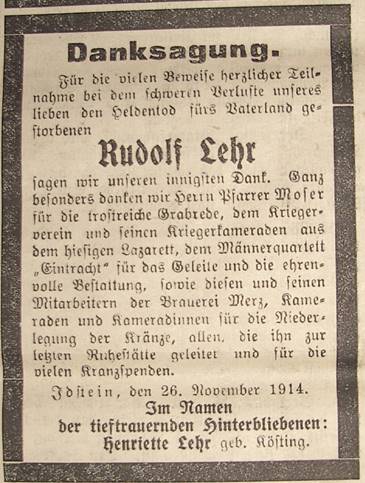 Danksagung.
Für die vielen Beweise herzlicher Teil-
nahme bei dem schweren Verluste unseres
lieben den Heldentod fürs Vaterland ge-
storbenen
Rudolf Lehr
sagen wir unseren innigsten Dank. Ganz
besonders danken wir Herrn Pfarrer Moser
für die trostreiche Grabrede, dem Krieger-
verein und seinen Kriegerkameraden aus
dem hiesigen Lazarett, dem Männerquartett
„Eintracht“ für das Geleite und die ehren-
volle Bestattung, sowie diesen und seinen
Mitarbeitern der Brauerei Merz, Kame-
raden und Kameradinnen für die Nieder-
legung der Kränze, allen, die ihn zur
letzten Ruhestätte geleitet und für die
vielen Kranzspenden.
Idstein, den 26. November 1914.
Im Namen
der tieftrauernden Hinterbliebenen:
Henriette Lehr geb. Kösting.